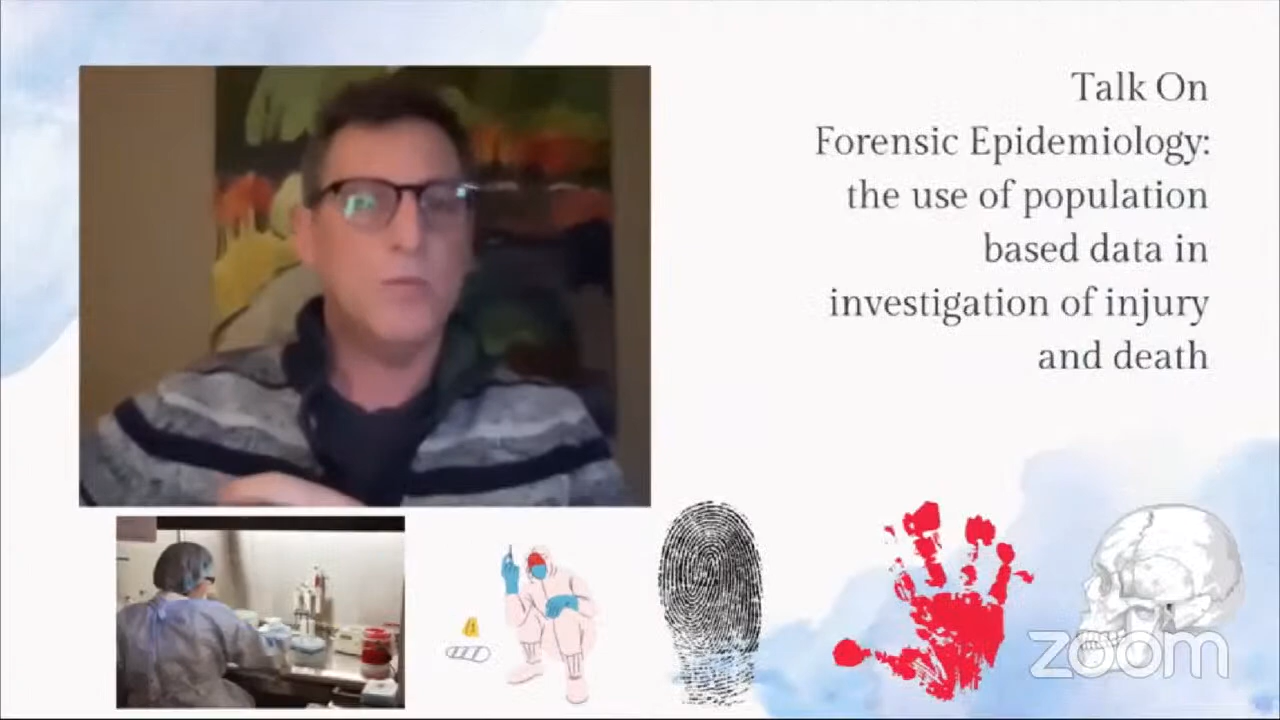 Talk On
Forensic Epidemiology:
the use of population
based data in
investigation of injury
and death
zoom